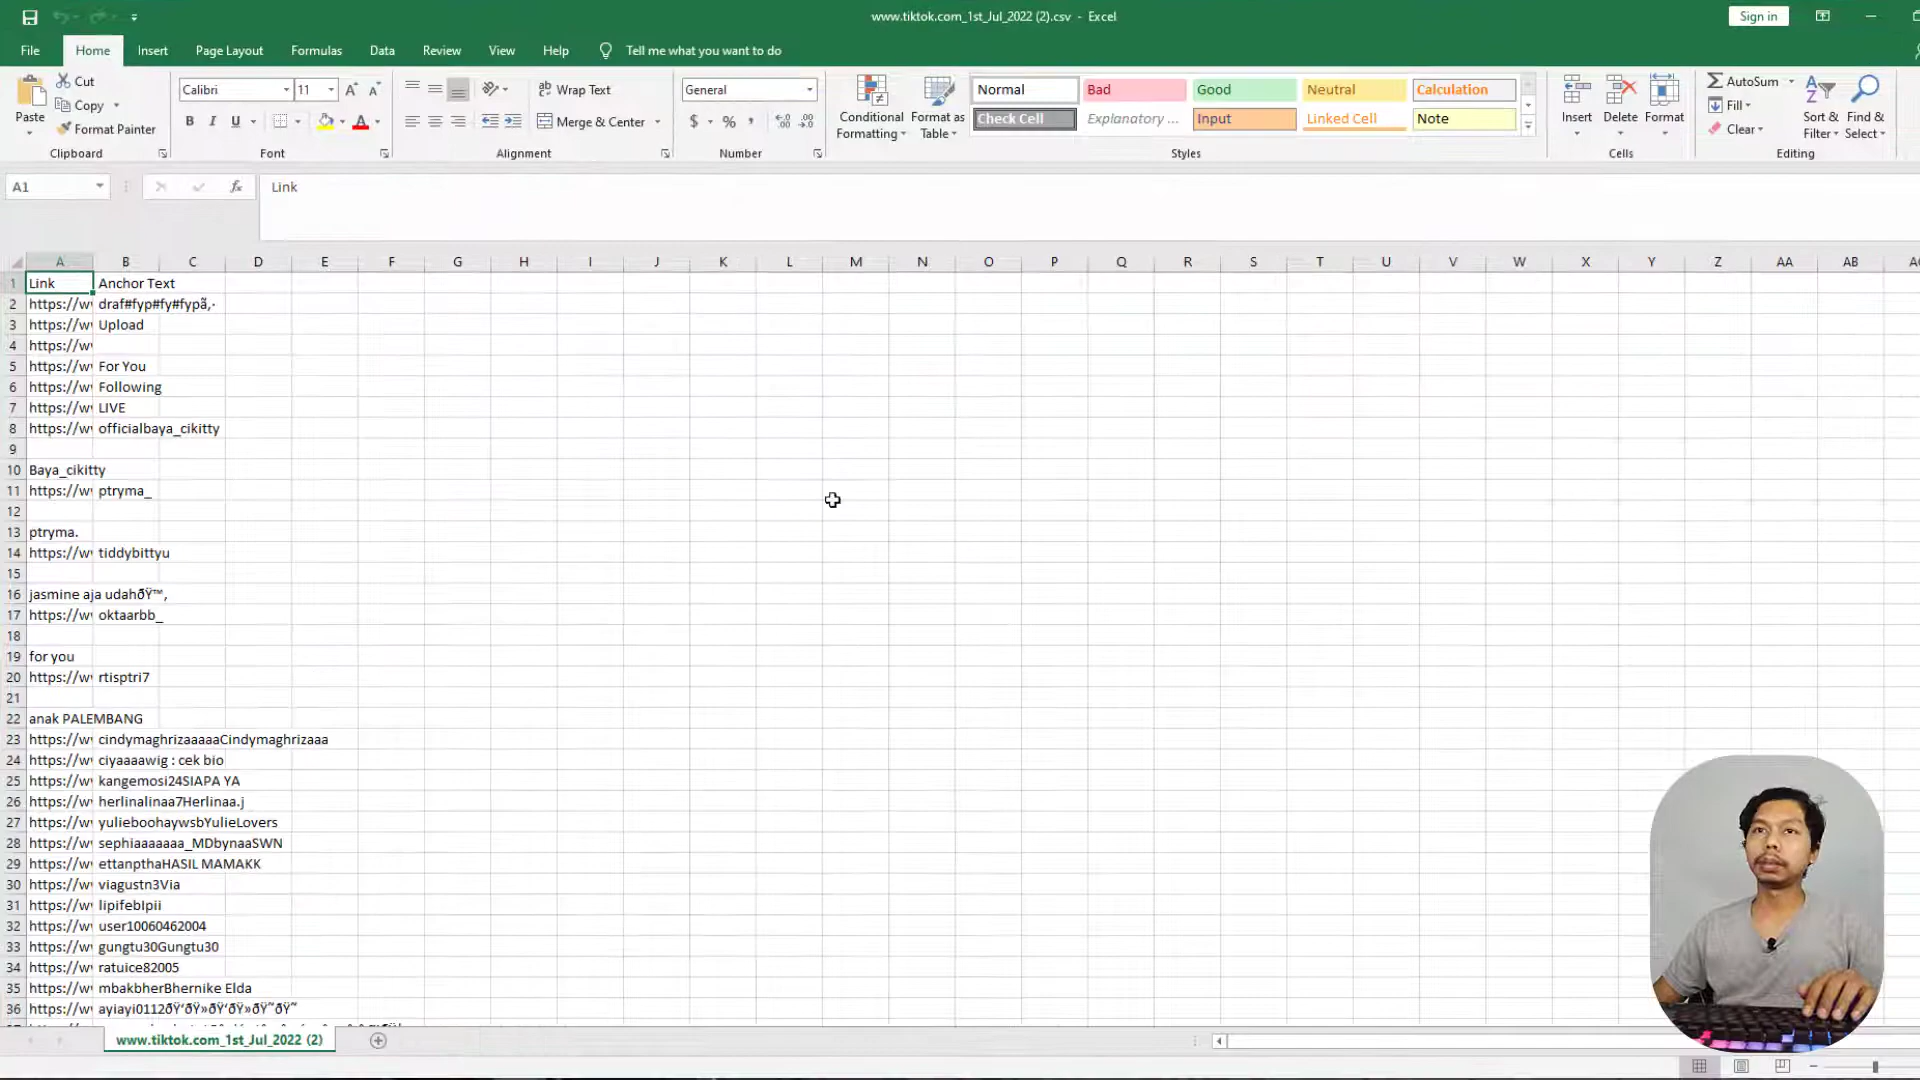 www.tiktok.com_1st_Jul_2022 (2).csv - Excel
Sign in
File Home Insert Page Layout Formulas Data Review View Help Tell me what you want to do
Paste
Cut
Copy
Format Painter
Clipboard
Calibri 11
B I U
Font
Wrap Text
Merge & Center
Alignment
General
$ % ,
Number
Conditional Formatting
Format as Table
Normal Bad Good Neutral Calculation
Check Cell Explanatory ... Input Linked Cell Note
Styles
Insert Delete Format
Cells
AutoSum
Fill
Clear
Sort & Filter
Find & Select
Editing
A1 fx Link
A B C D E F G H I J K L M N O P Q R S T U V W X Y Z AA AB
1 Link Anchor Text
2 https://w draf#fyp#fy#fypã‚·
3 https://w Upload
4 https://w
5 https://w For You
6 https://w Following
7 https://w LIVE
8 https://w officialbaya_cikitty
9
10 Baya_cikitty
11 https://w ptryma_
12
13 ptryma.
14 https://w tiddybittyu
15
16 jasmine aja udahðŸ™‚
17 https://w oktaarbb_
18
19 for you
20 https://w rtisptri7
21
22 anak PALEMBANG
23 https://w cindymaghrizaaaaaCindymaghrizaaa
24 https://w ciyaaaawig : cek bio
25 https://w kangemosi24SIAPA YA
26 https://w herlinalinaa7Herlinaa.j
27 https://w yulieboohaywsbYulieLovers
28 https://w sephiaaaaaaa_MDbynaaSWN
29 https://w ettanpthaHASIL MAMAKK
30 https://w viagustn3Via
31 https://w lipifeblpii
32 https://w user10060462004
33 https://w gungtu30Gungtu30
34 https://w ratuice82005
35 https://w mbakbherBhernike Elda
36 https://w ayiayi0112ðŸ‘ðŸ»ðŸ‘ðŸ»ðŸ˜ðŸ˜
www.tiktok.com_1st_Jul_2022 (2)